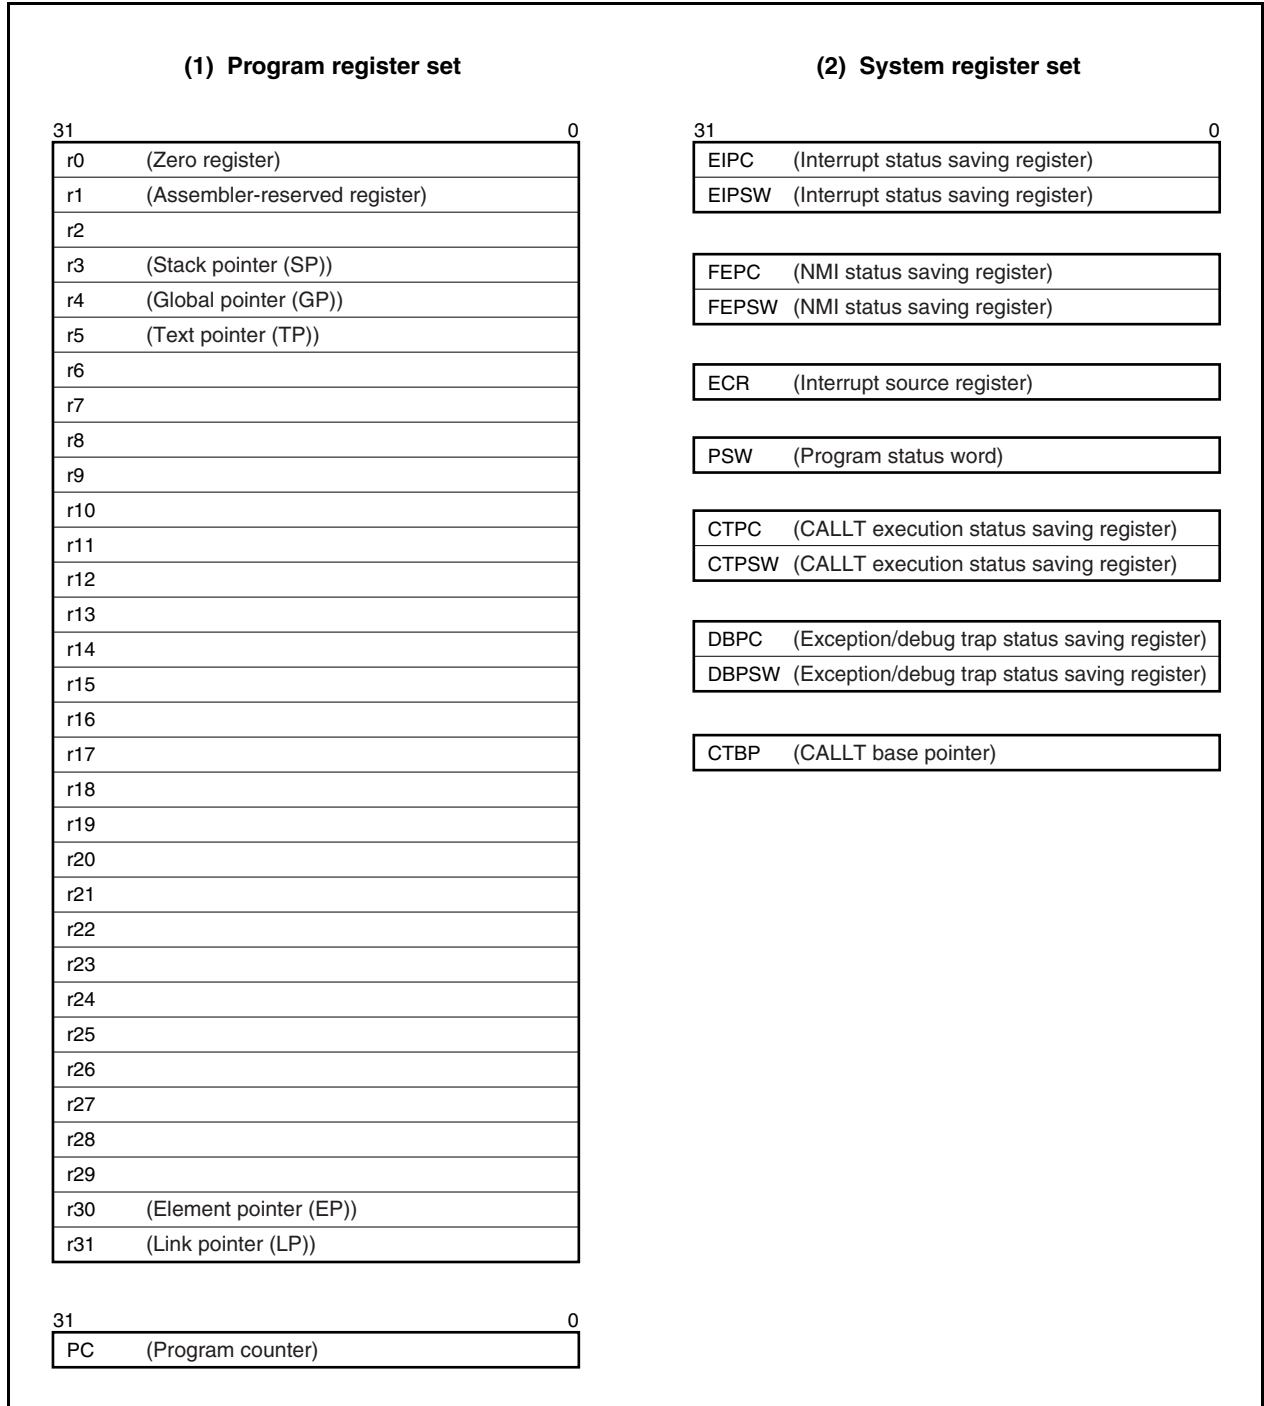 (1) Program register set
31 0
r0 (Zero register)
r1 (Assembler-reserved register)
r2
r3 (Stack pointer (SP))
r4 (Global pointer (GP))
r5 (Text pointer (TP))
r6
r7
r8
r9
r10
r11
r12
r13
r14
r15
r16
r17
r18
r19
r20
r21
r22
r23
r24
r25
r26
r27
r28
r29
r30 (Element pointer (EP))
r31 (Link pointer (LP))
31 0
PC (Program counter)
(2) System register set
31 0
EIPC (Interrupt status saving register)
EIPSW (Interrupt status saving register)
FEPC (NMI status saving register)
FEPSW (NMI status saving register)
ECR (Interrupt source register)
PSW (Program status word)
CTPC (CALLT execution status saving register)
CTPSW (CALLT execution status saving register)
DBPC (Exception/debug trap status saving register)
DBPSW (Exception/debug trap status saving register)
CTBP (CALLT base pointer)